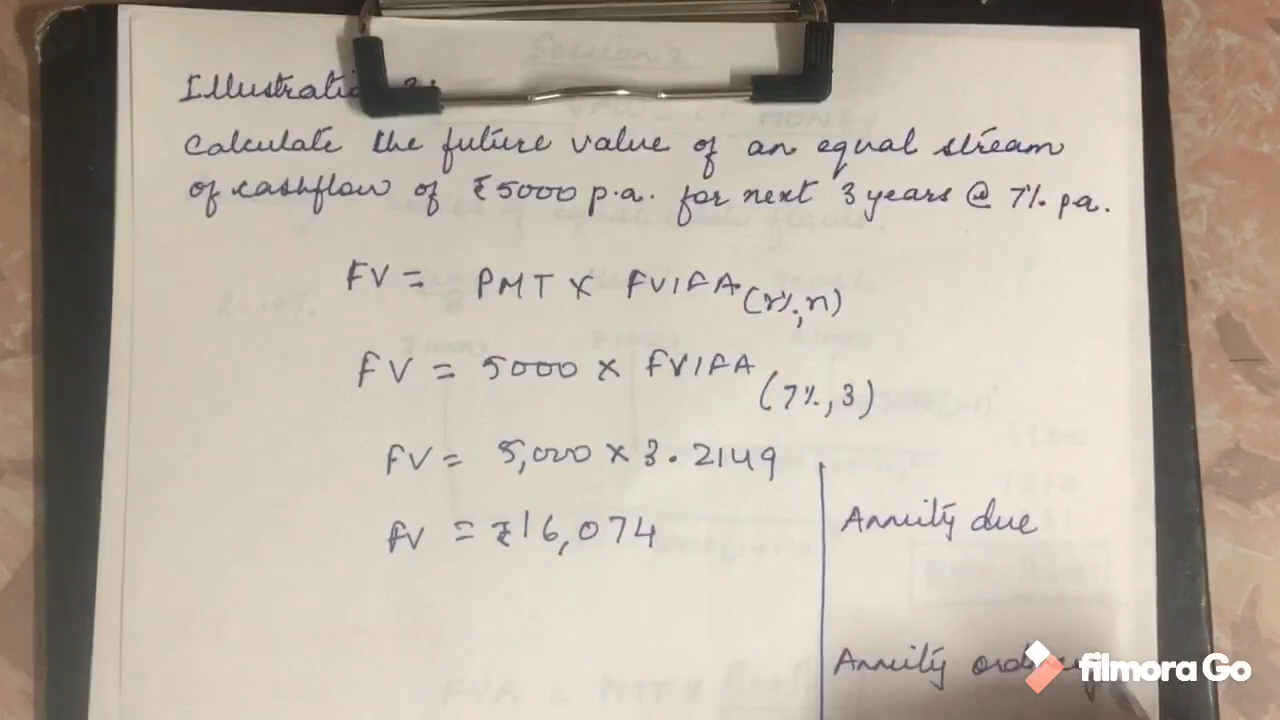 Illustration 2:
Calculate the future value of an equal stream
of cashflow of ₹5000 p.a. for next 3 years @ 7% p.a.
FV = PMT x FVIFA (r%, n)
FV = 5000 x FVIFA (7%, 3)
FV = 5,000 x 3.2149
FV = ₹16,074
Annuity due
Annuity
filmora Go